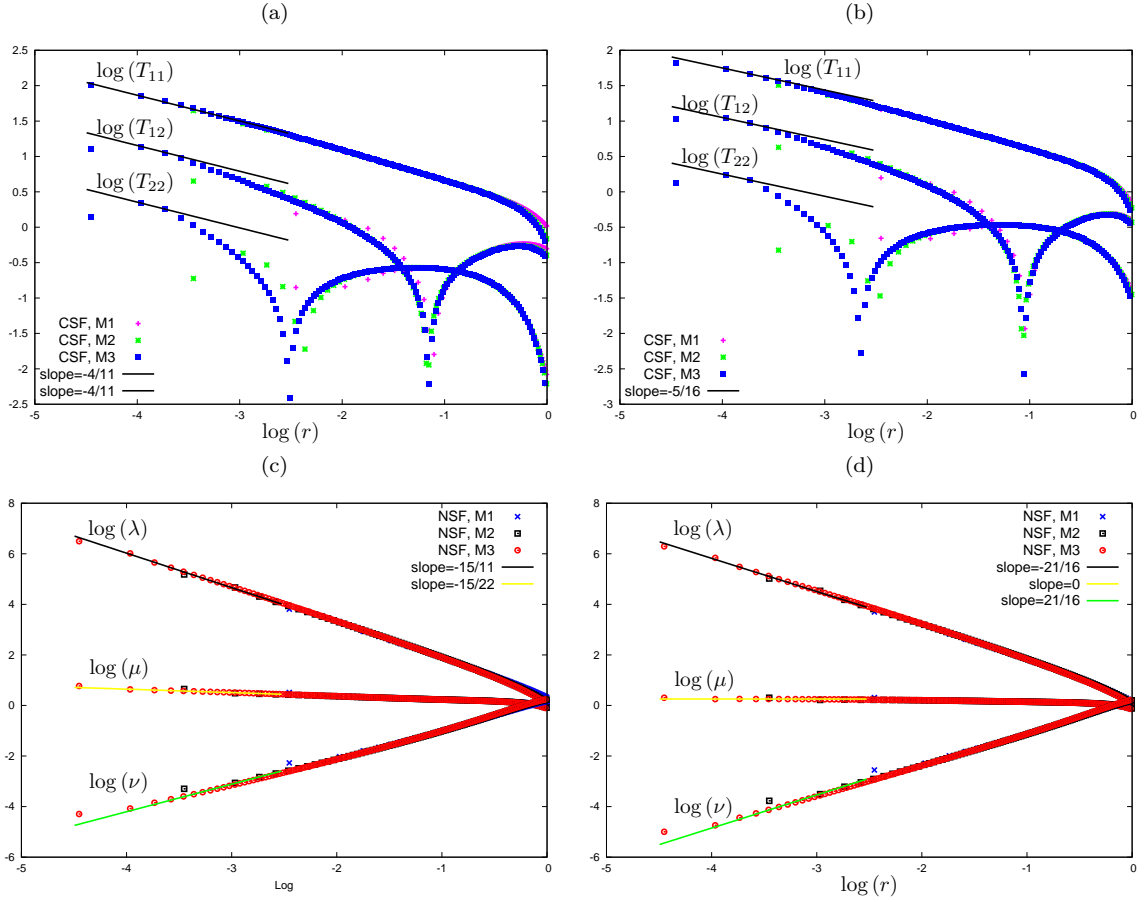 (a)
2.5
2
1.5
1
0.5
0
-0.5
-1
-1.5
-2
-2.5
-5
-4
-3
-2
-1
0
log (T11)
log (T12)
log (T22)
CSF, M1
CSF, M2
CSF, M3
slope=-4/11
slope=-4/11
log (r)
(b)
2.5
2
1.5
1
0.5
0
-0.5
-1
-1.5
-2
-2.5
-3
-5
-4
-3
-2
-1
0
log (T11)
log (T12)
log (T22)
CSF, M1
CSF, M2
CSF, M3
slope=-5/16
log (r)
(c)
8
6
4
2
0
-2
-4
-6
-5
-4
-3
-2
-1
0
log (λ)
log (μ)
log (ν)
NSF, M1
NSF, M2
NSF, M3
slope=-15/11
slope=-15/22
Log
(d)
8
6
4
2
0
-2
-4
-6
-5
-4
-3
-2
-1
0
log (λ)
log (μ)
log (ν)
NSF, M1
NSF, M2
NSF, M3
slope=-21/16
slope=0
slope=21/16
log (r)